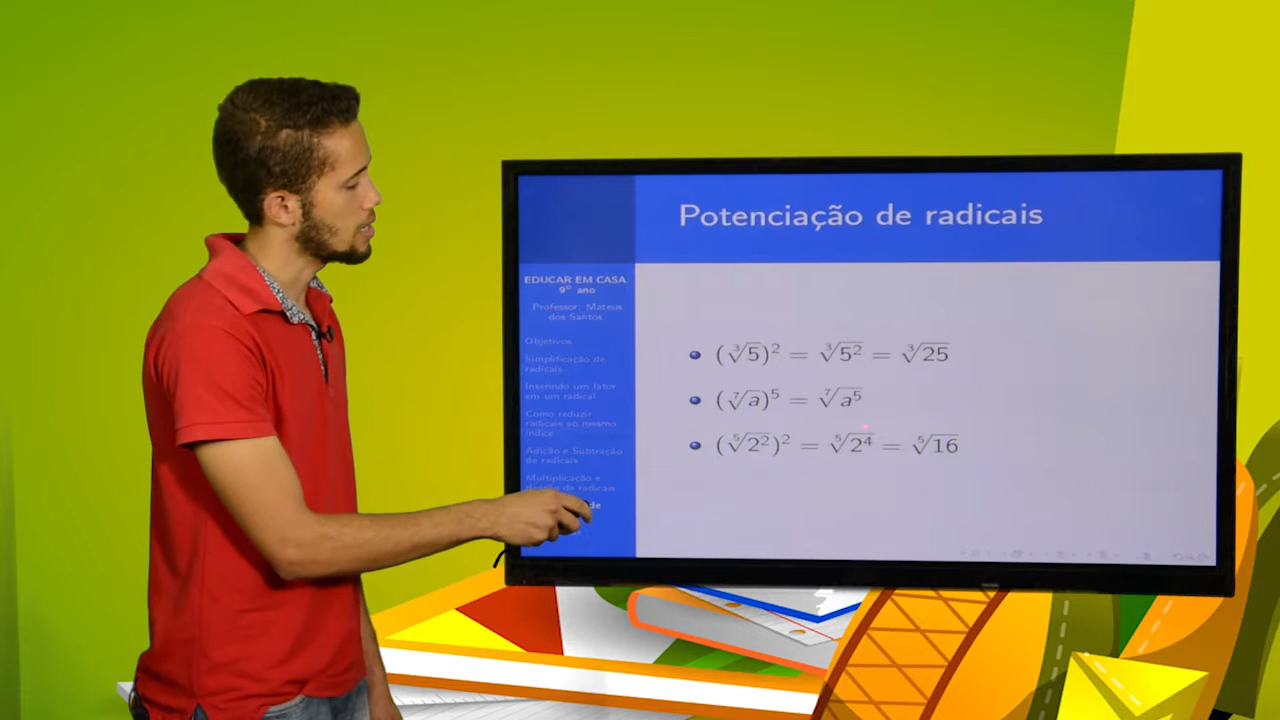 Potenciação de radicais
EDUCAR EM CASA
9º ano
Professor: Mateus
dos Santos
Objetivos
Simplificação de
radicais
Inserindo um fator
em um radical
Como reduzir
radicais ao mesmo
índice
Adição e Subtração
de radicais
Multiplicação e
divisão de radicais
de
(∛5)² = ∛5² = ∛25
(⁷√a)⁵ = ⁷√a⁵
(⁵√2²)² = ⁵√2⁴ = ⁵√16